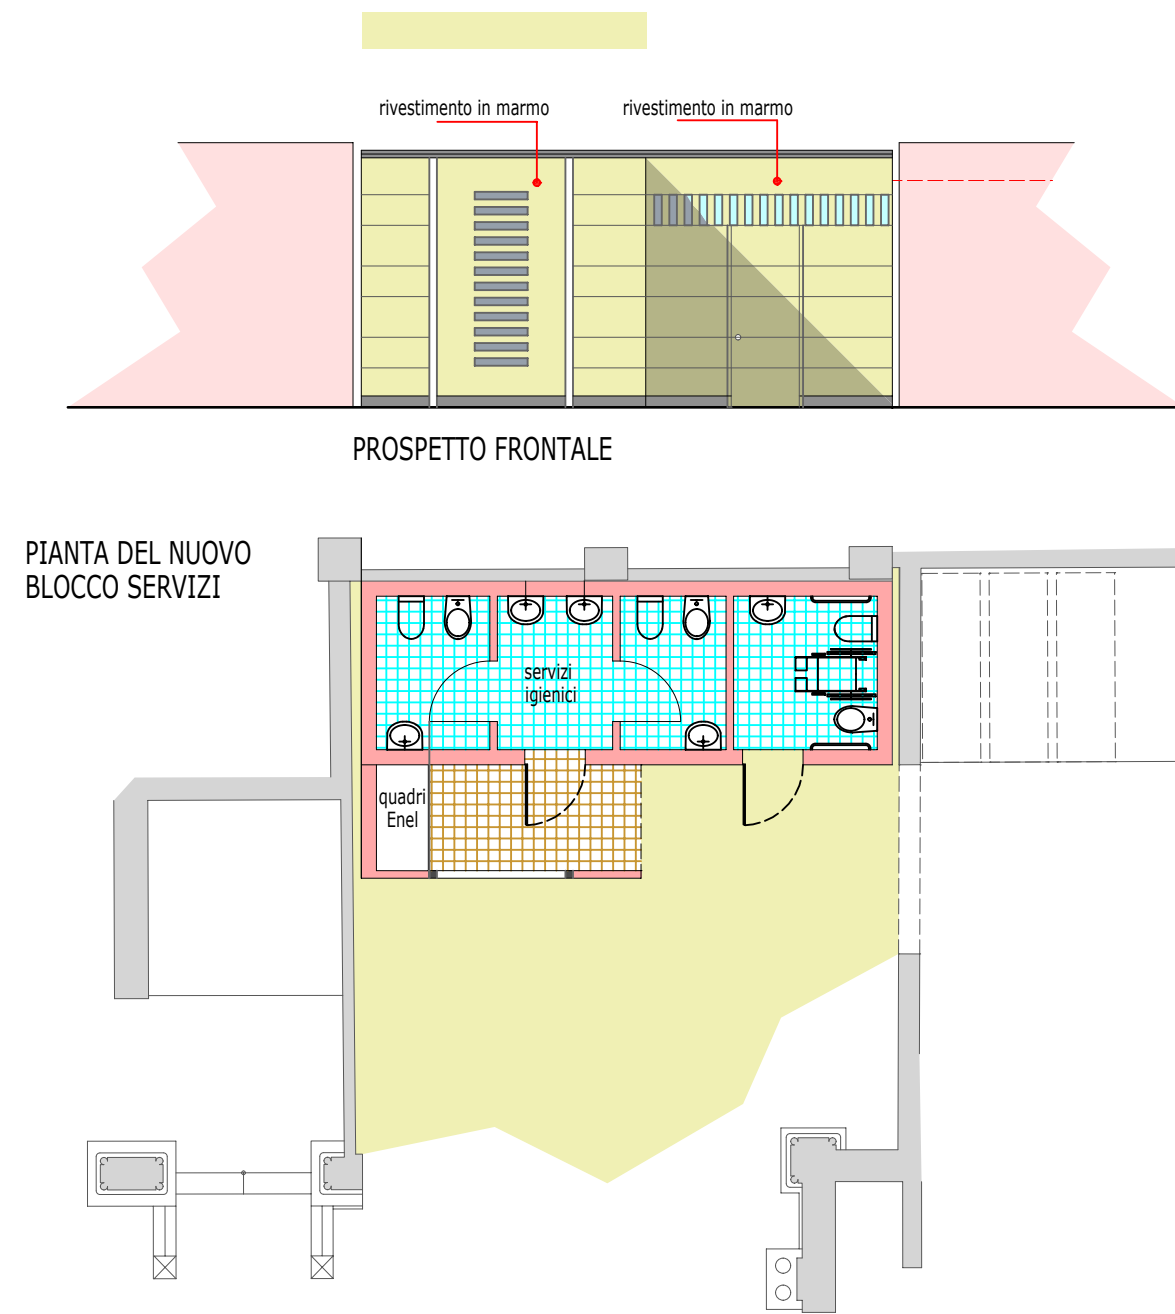 rivestimento in marmo
rivestimento in marmo
PROSPETTO FRONTALE
PIANTA DEL NUOVO
BLOCCO SERVIZI
servizi
igienici
quadri
Enel